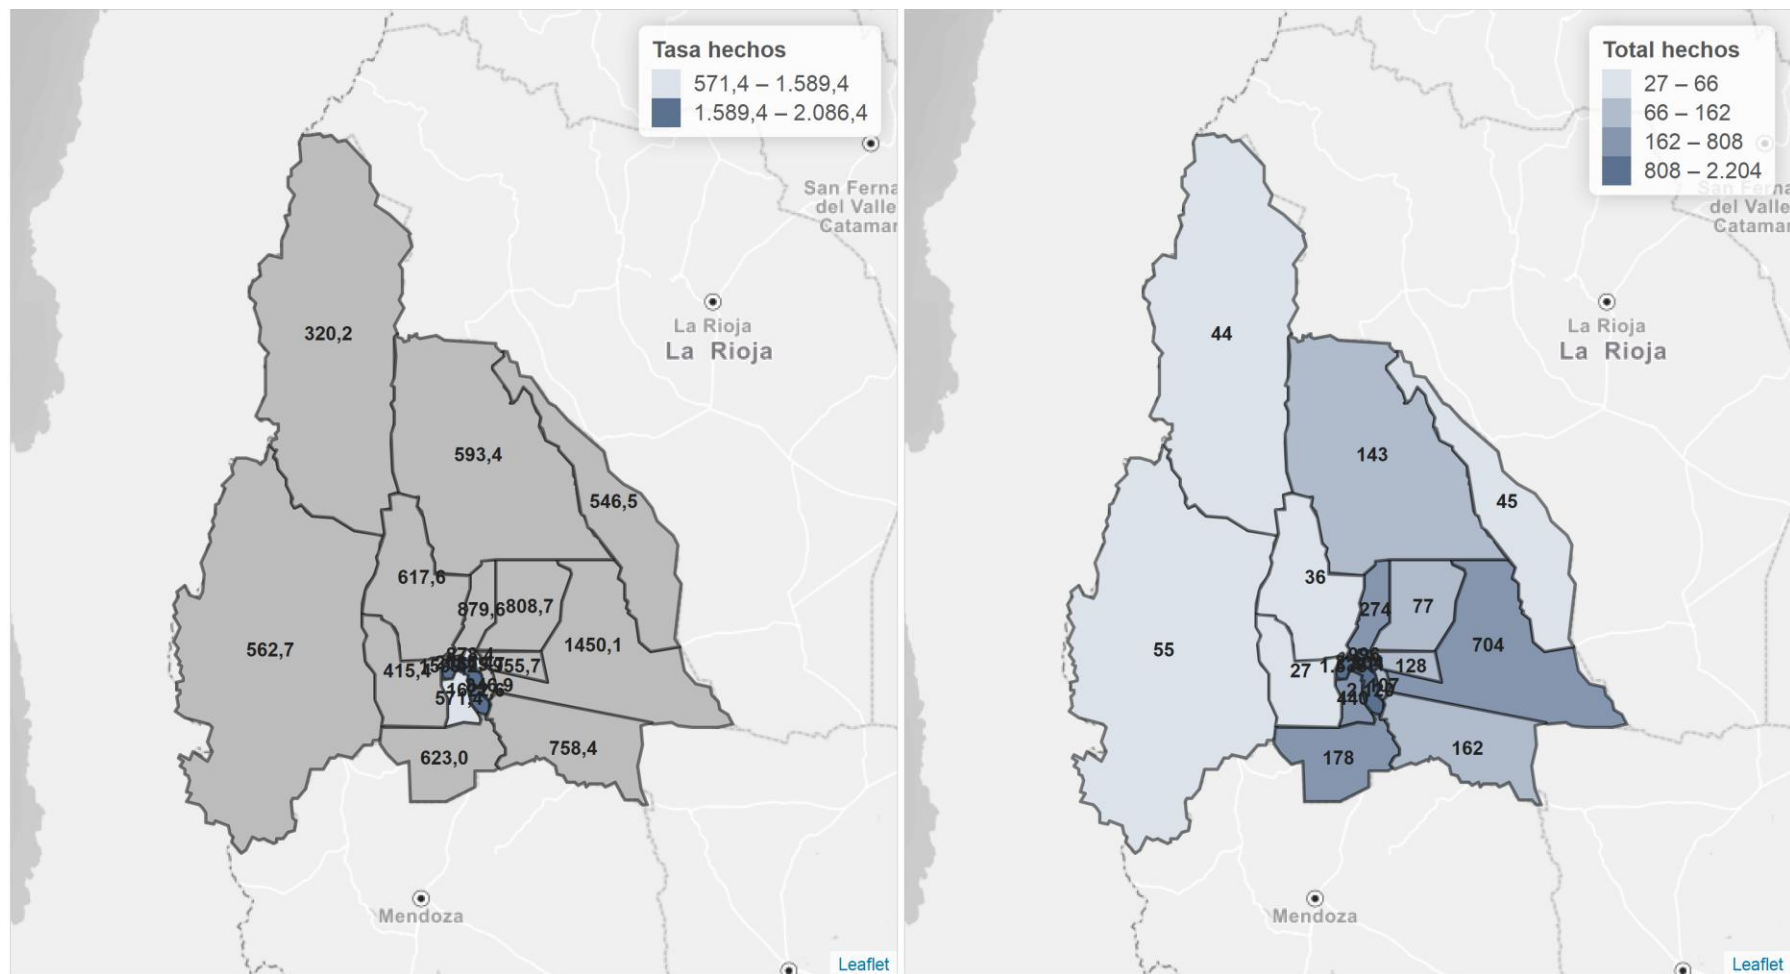 Tasa hechos
571,4 – 1.589,4
1.589,4 – 2.086,4
San Ferna
del Valle
Catamar
La Rioja
La Rioja
320,2
593,4
546,5
617,6
879,6
808,7
562,7
1450,1
415,4
755,7
571,4
623,0
758,4
Mendoza
Leaflet
Total hechos
27 – 66
66 – 162
162 – 808
808 – 2.204
San Ferna
del Valle
Catamar
La Rioja
La Rioja
44
143
45
36
274
77
55
704
27
128
440
178
162
Mendoza
Leaflet